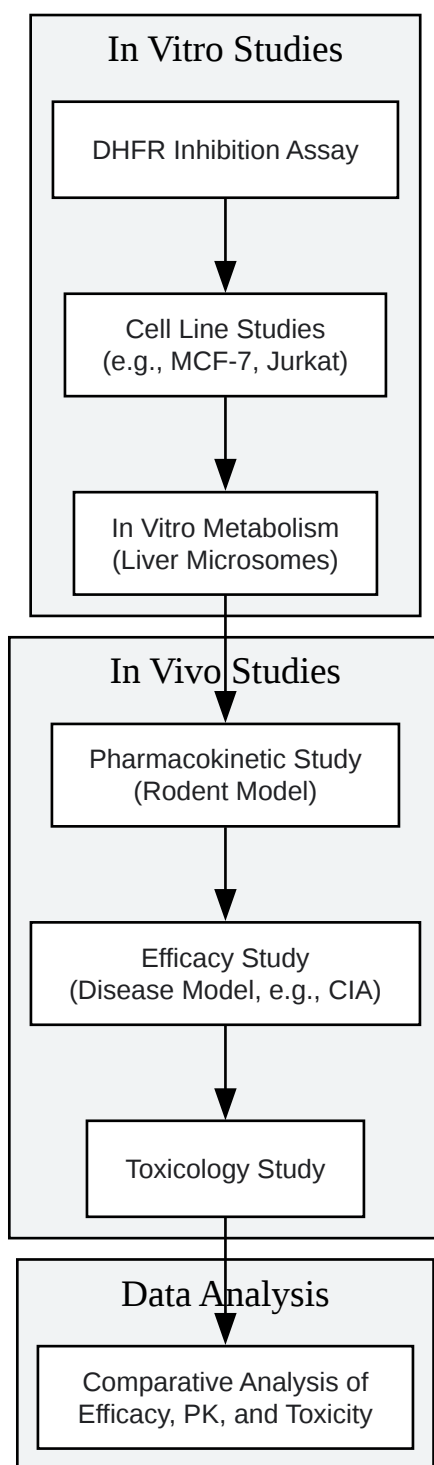 In Vitro Studies
DHFR Inhibition Assay
Cell Line Studies
(e.g., MCF-7, Jurkat)
In Vitro Metabolism
(Liver Microsomes)
In Vivo Studies
Pharmacokinetic Study
(Rodent Model)
Efficacy Study
(Disease Model, e.g., CIA)
Toxicology Study
Data Analysis
Comparative Analysis of
Efficacy, PK, and Toxicity